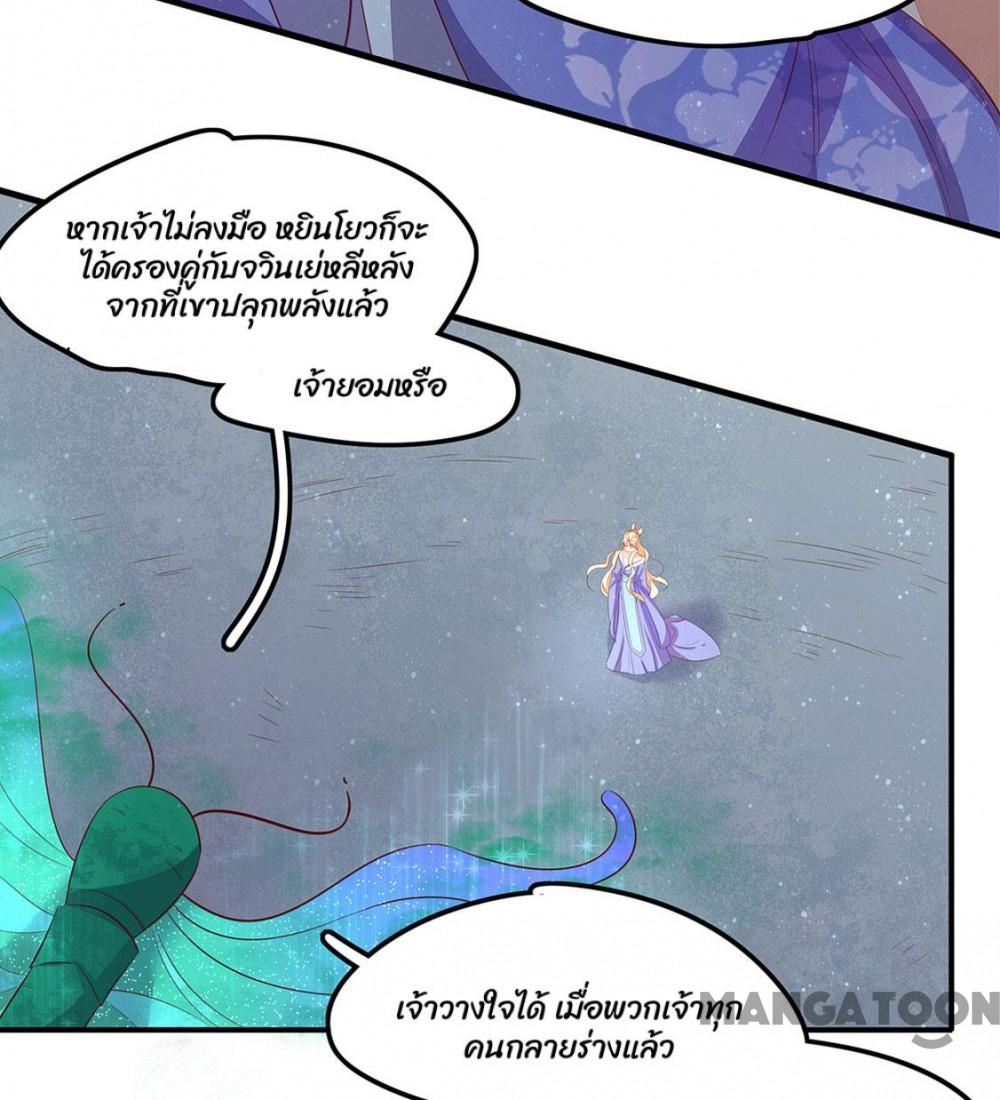 หากเจ้าไม่ลงมือ หยินโยวก็จะ
ได้ครองคู่กับจวินเย่หลีหลัง
จากที่เขาปลุกพลังแล้ว
เจ้ายอมหรือ
เจ้าวางใจได้ เมื่อพวกเจ้าทุก
คนกลายร่างแล้ว
MANGATOON